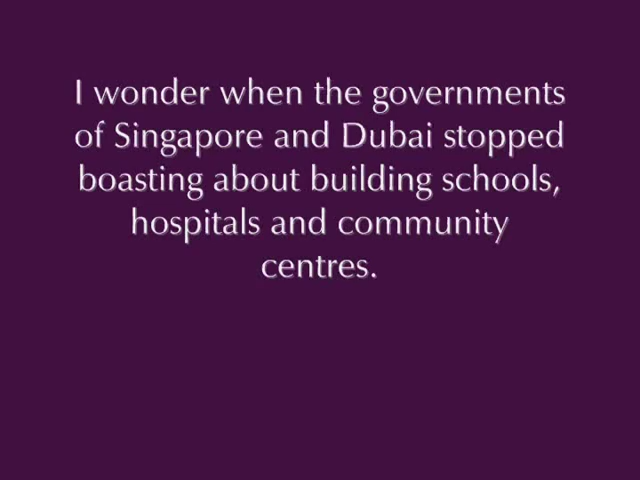 I wonder when the governments
of Singapore and Dubai stopped
boasting about building schools,
hospitals and community
centres.